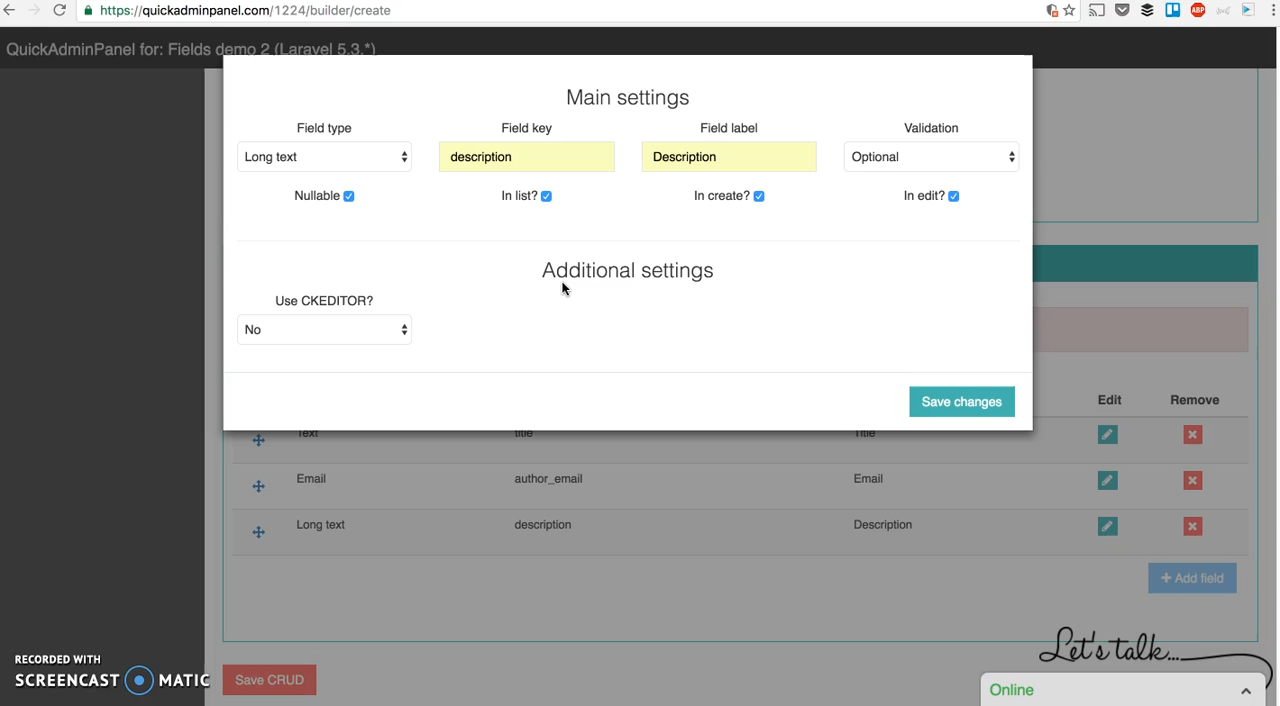 https://quickadminpanel.com/1224/builder/create
ABP
QuickAdminPanel for: Fields demo 2 (Laravel 5.3.*)
Main settings
Field type Field key Field label Validation
Long text description Description Optional
Nullable In list? In create? In edit?
Additional settings
Use CKEDITOR?
No
Save changes
Edit Remove
Text title Title
Email author_email Email
Long text description Description
+ Add field
Let's talk...
RECORDED WITH
SCREENCAST MATIC
Save CRUD
Online